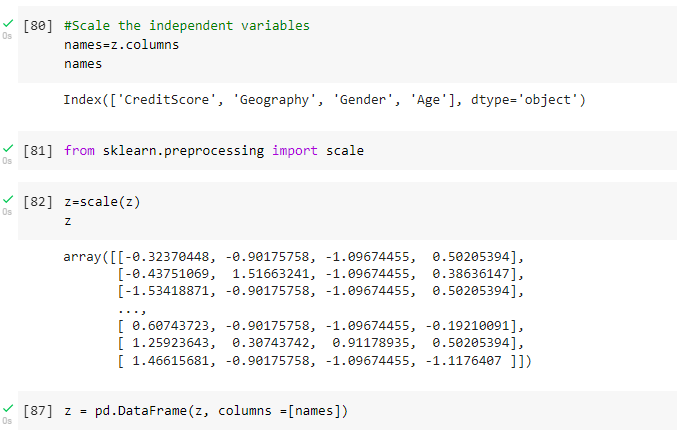 [80] #Scale the independent variables
0s names=z.columns
names
Index(['CreditScore', 'Geography', 'Gender', 'Age'], dtype='object')
[81] from sklearn.preprocessing import scale
0s
[82] z=scale(z)
0s z
array([[-0.32370448, -0.90175758, -1.09674455,  0.50205394],
       [-0.43751069,  1.51663241, -1.09674455,  0.38636147],
       [-1.53418871, -0.90175758, -1.09674455,  0.50205394],
       ...,
       [ 0.60743723, -0.90175758, -1.09674455, -0.19210091],
       [ 1.25923643,  0.30743742,  0.91178935,  0.50205394],
       [ 1.46615681, -0.90175758, -1.09674455, -1.1176407 ]])
[87] z = pd.DataFrame(z, columns =[names])
0s